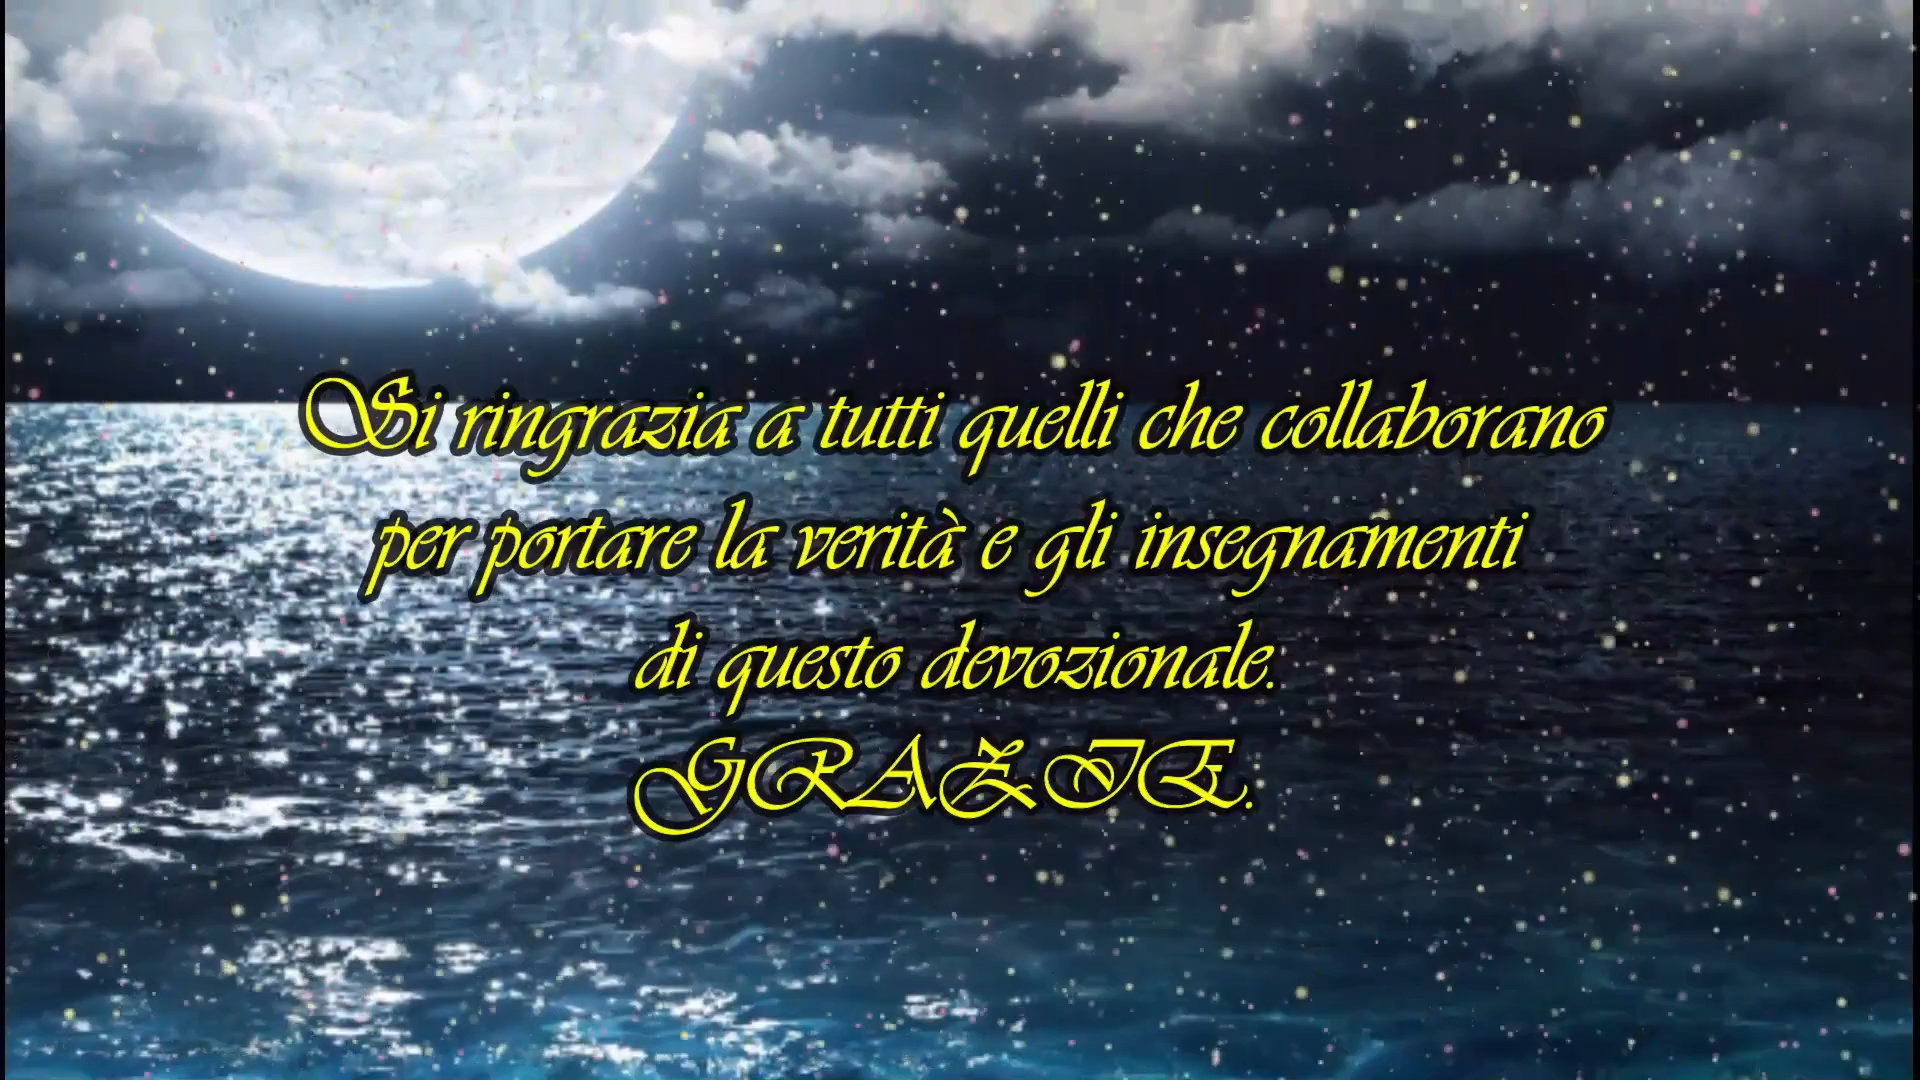 Si ringrazia a tutti quelli che collaborano
per portare la verità e gli insegnamenti
di questo devozionale.
GRAZIE.